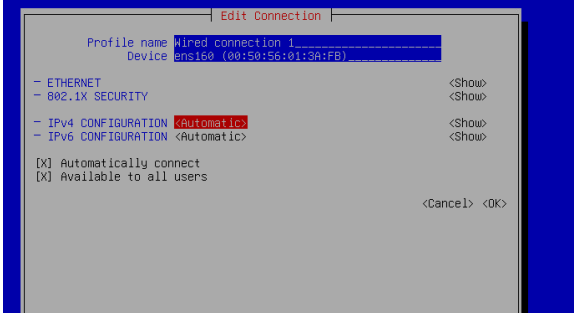 Edit Connection
Profile name Wired connection 1
Device ens160 (00:50:56:01:3A:FB)
ETHERNET <Show>
802.1X SECURITY <Show>
IPv4 CONFIGURATION <Automatic> <Show>
IPv6 CONFIGURATION <Automatic> <Show>
[X] Automatically connect
[X] Available to all users
<Cancel> <OK>